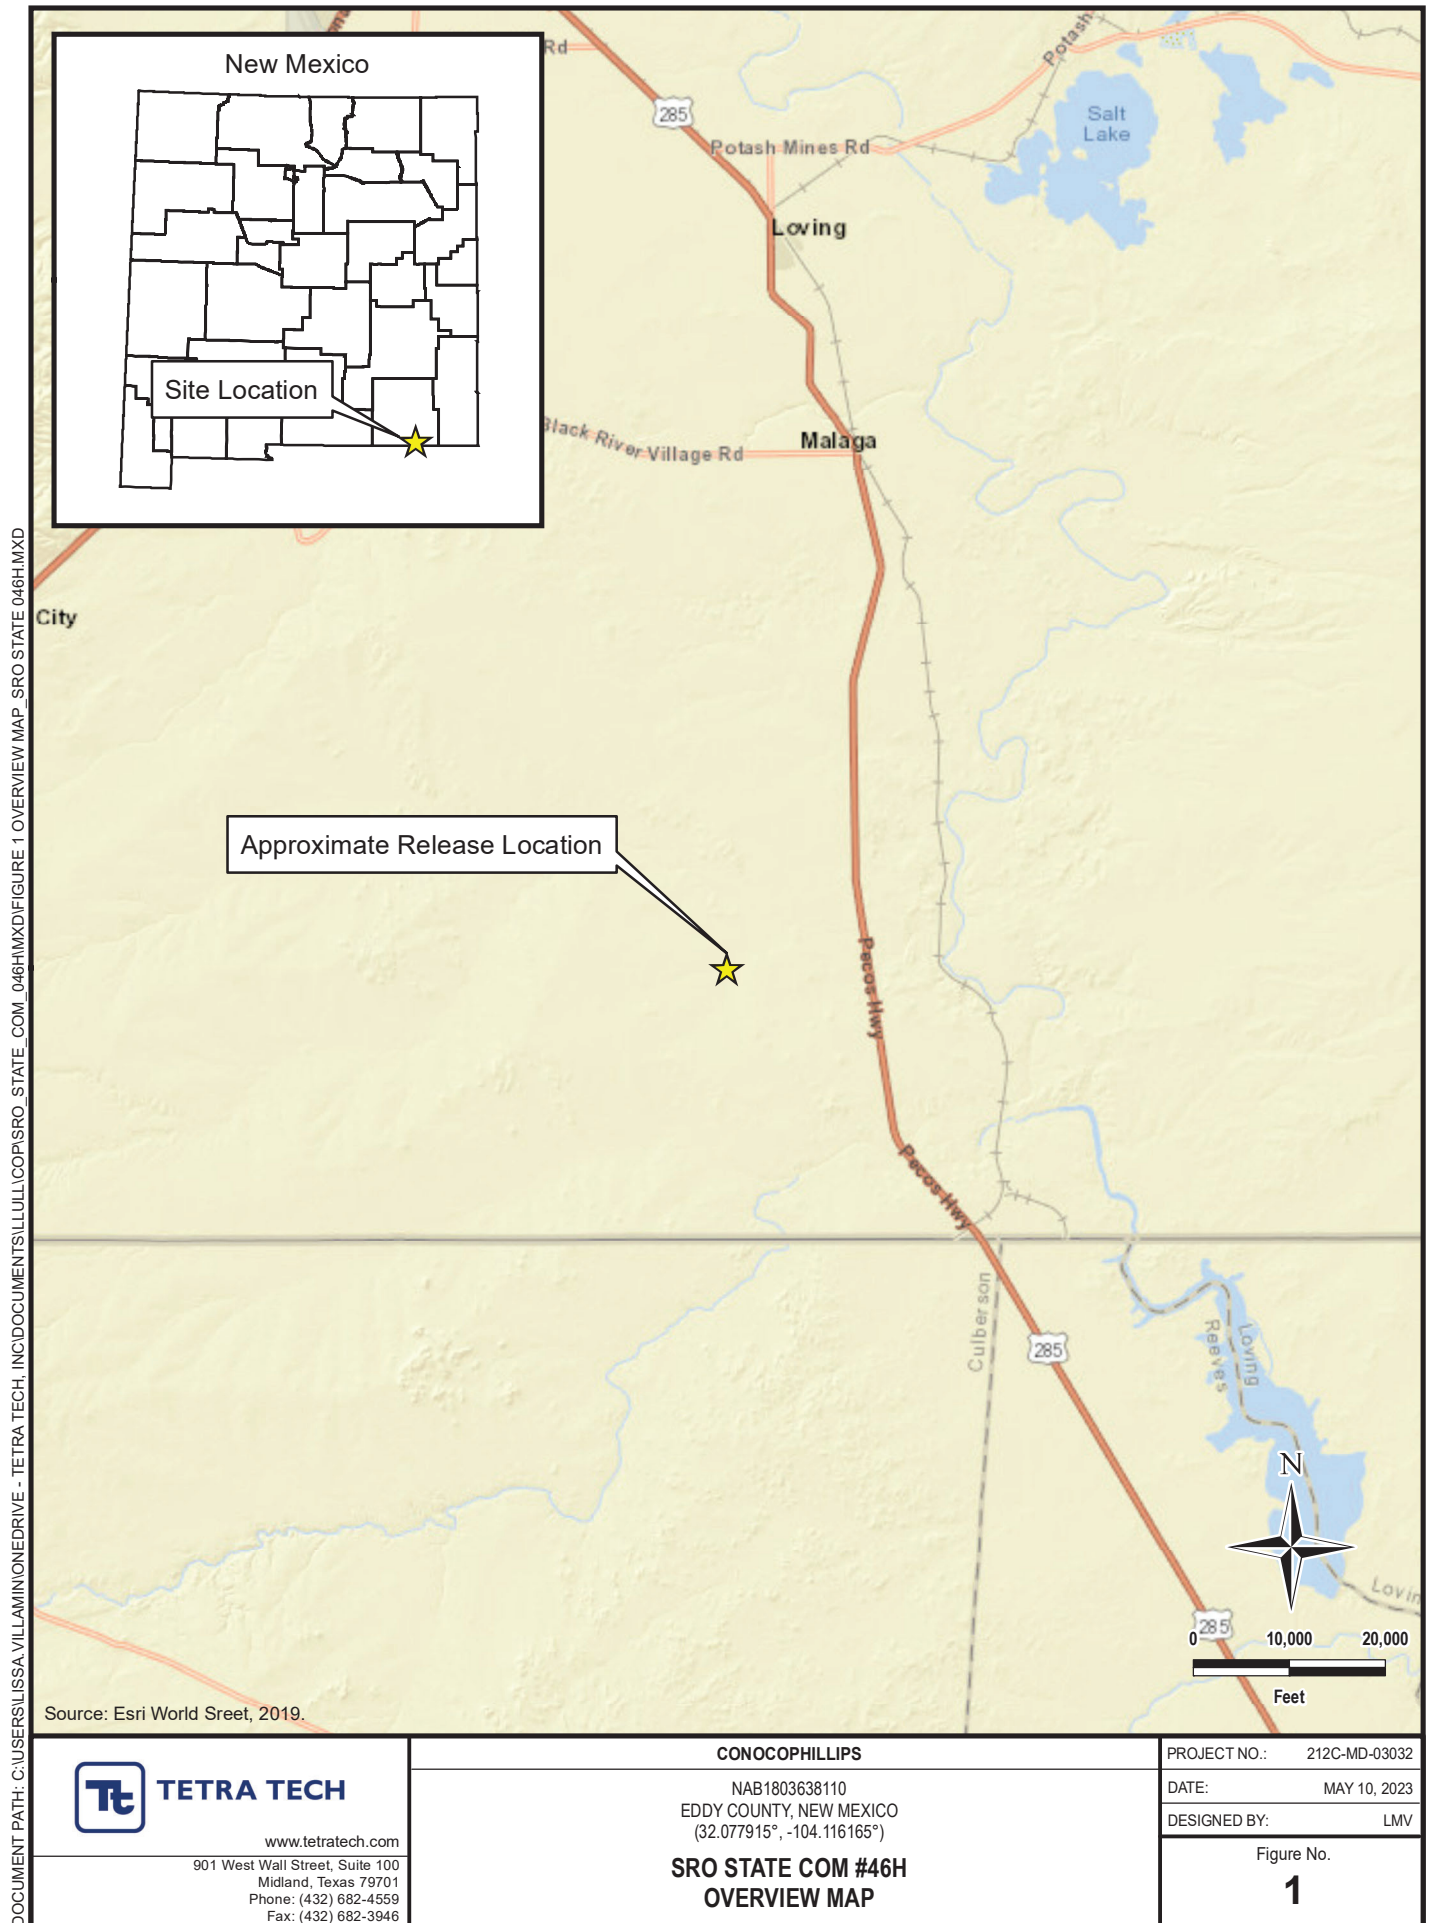 New Mexico
Site Location
Rd
285
Potash
Salt
Lake
Potash Mines Rd
Loving
Black River Village Rd
Malaga
City
Approximate Release Location
Pecos Hwy
Pecos Hwy
Culberson
285
Reeves
Loving
N
Lovin
285
0 10,000 20,000
Feet
Source: Esri World Sreet, 2019.
DOCUMENT PATH: C:\USERS\LISSA.VILLAMIN\ONEDRIVE - TETRA TECH, INC\DOCUMENTS\LLULL\COP\SRO_STATE_COM_046H\MXD\FIGURE 1 OVERVIEW MAP_SRO STATE 046H.MXD
Tt TETRA TECH
www.tetratech.com
901 West Wall Street, Suite 100
Midland, Texas 79701
Phone: (432) 682-4559
Fax: (432) 682-3946
CONOCOPHILLIPS
NAB1803638110
EDDY COUNTY, NEW MEXICO
(32.077915°, -104.116165°)
SRO STATE COM #46H
OVERVIEW MAP
PROJECT NO.: 212C-MD-03032
DATE: MAY 10, 2023
DESIGNED BY: LMV
Figure No.
1